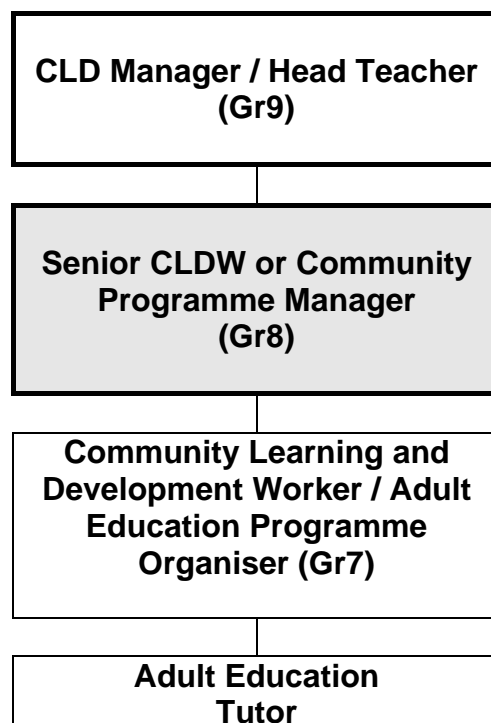 CLD Manager / Head Teacher
(Gr9)
Senior CLDW or Community
Programme Manager
(Gr8)
Community Learning and
Development Worker / Adult
Education Programme
Organiser (Gr7)
Adult Education
Tutor